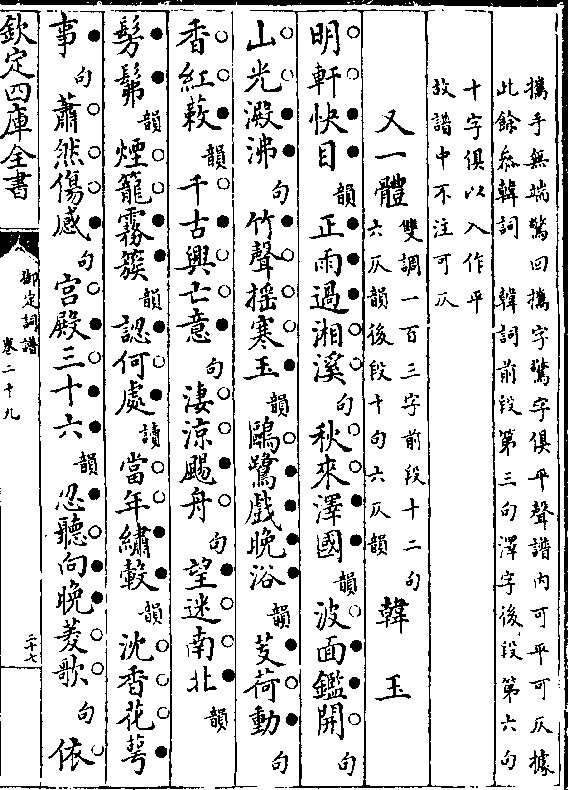 攜手無端驚回攜字驚字俱平聲譜内可平可仄據
此餘叅韓詞　韓詞前段第三句澤字後段第六句
十字俱以入作平
故譜中不注可仄
又一體　雙調一百三字前段十二句
六仄韻後段十句六仄韻　韓玉
明軒快目韻正雨過湘溪句秋來澤國韻波面鑑開句
山光澱沸句竹聲搖寒玉韻鷗鷺戲晚浴韻芰荷動句
香紅蔌韻千古興亡意句淒涼颺舟句望迷南北韻
髣髴韻煙籠霧簇韻認何處讀當年繡轂韻沈香花萼
事句蕭然傷感句宫殿三十六韻忍聽向晚菱歌句依
欽定四庫全書
御定詞譜
卷二十九
二十七